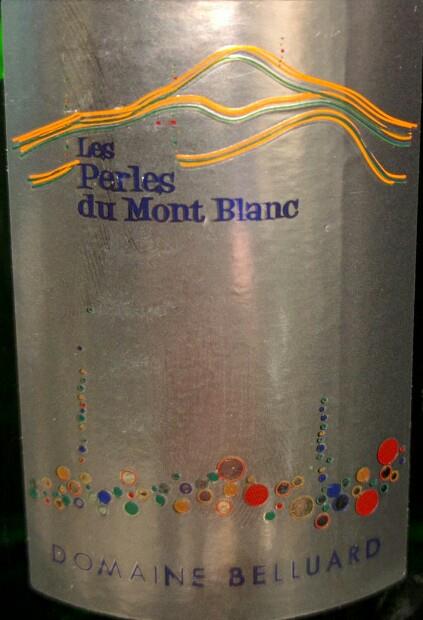 Les
Perles
du Mont Blanc
DOMAINE BELLUARD